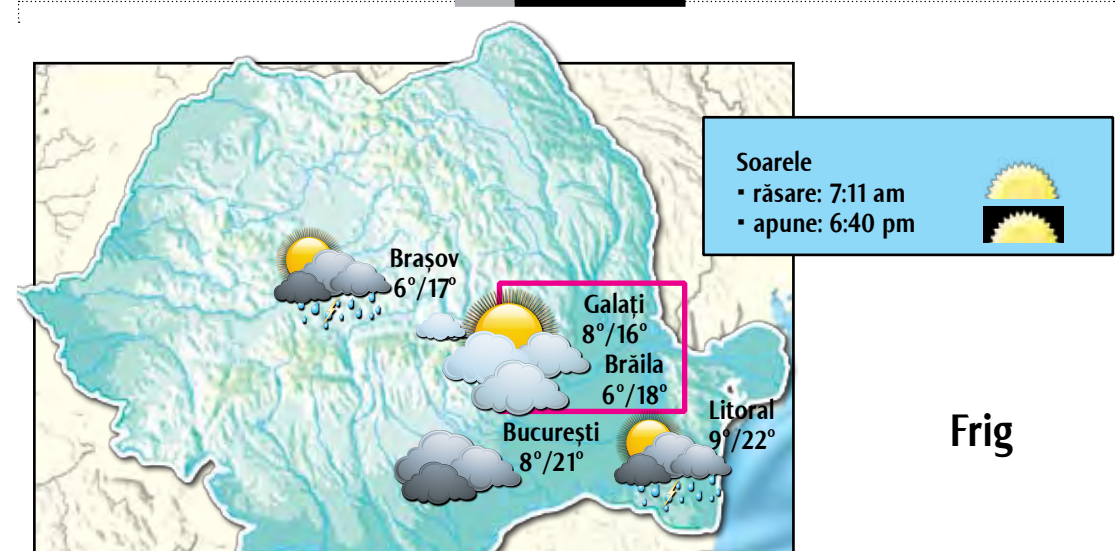 Soarele
▪ răsare: 7:11 am
▪ apune: 6:40 pm
Brașov
6°/17°
Galați
8°/16°
Brăila
6°/18°
Litoral
9°/22°
București
8°/21°
Frig